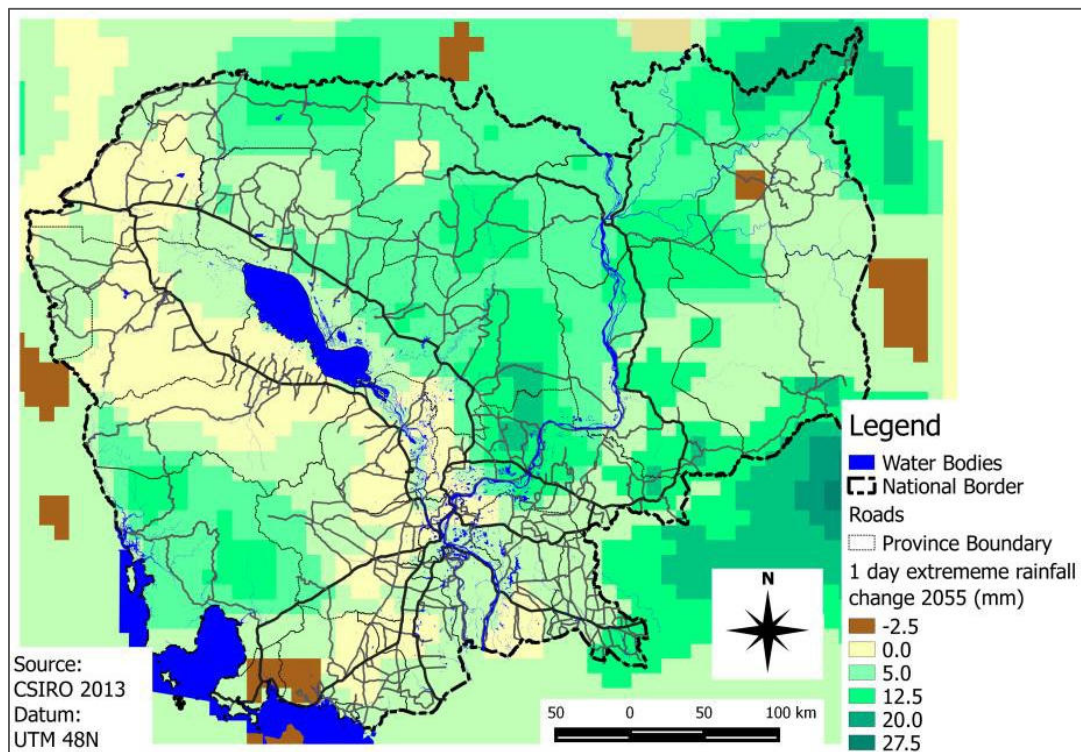 Legend
Water Bodies
National Border
Roads
Province Boundary
1 day extrememe rainfall
change 2055 (mm)
-2.5
0.0
5.0
12.5
20.0
27.5
N
Source:
CSIRO 2013
Datum:
UTM 48N
50 0 50 100 km